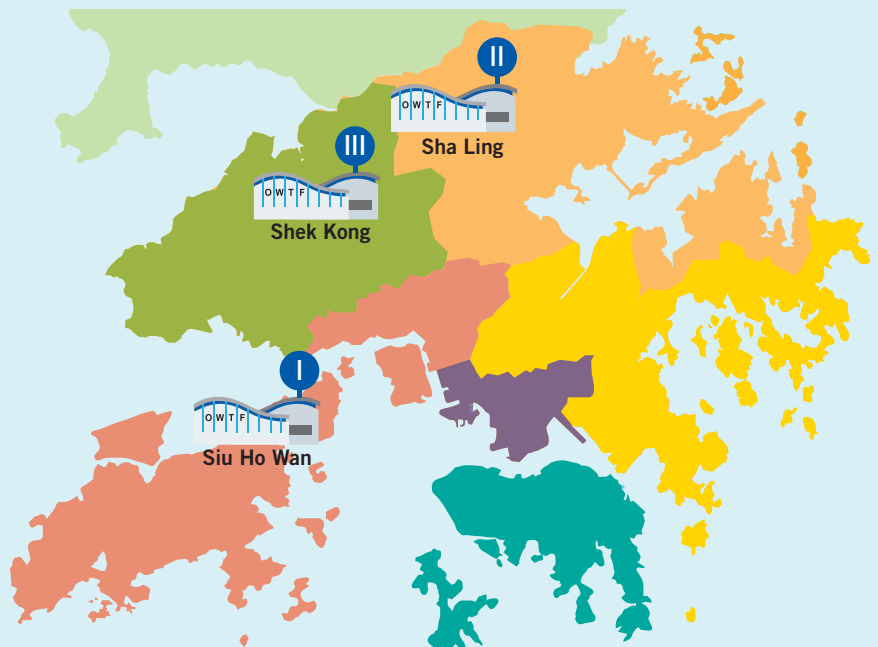 II
OWTF
Sha Ling
III
OWTF
Shek Kong
I
OWTF
Siu Ho Wan